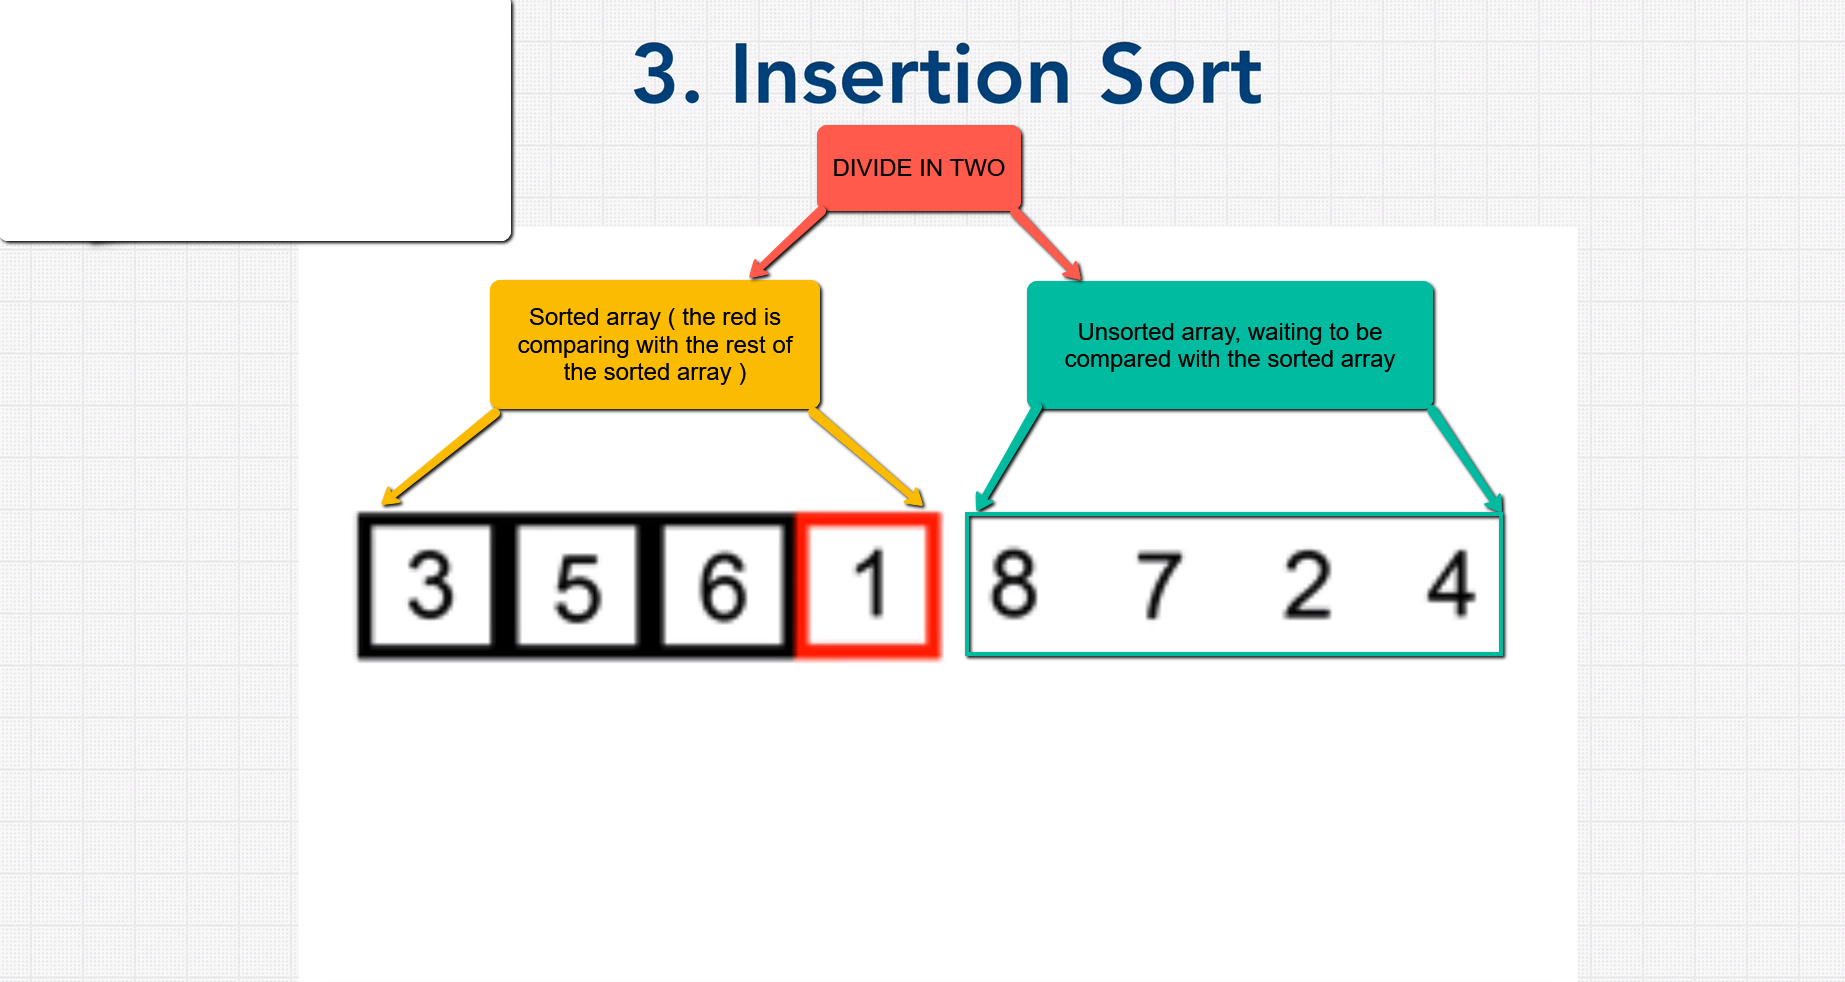 3. Insertion Sort
DIVIDE IN TWO
Sorted array ( the red is
comparing with the rest of
the sorted array )
Unsorted array, waiting to be
compared with the sorted array
3 5 6 1 8 7 2 4